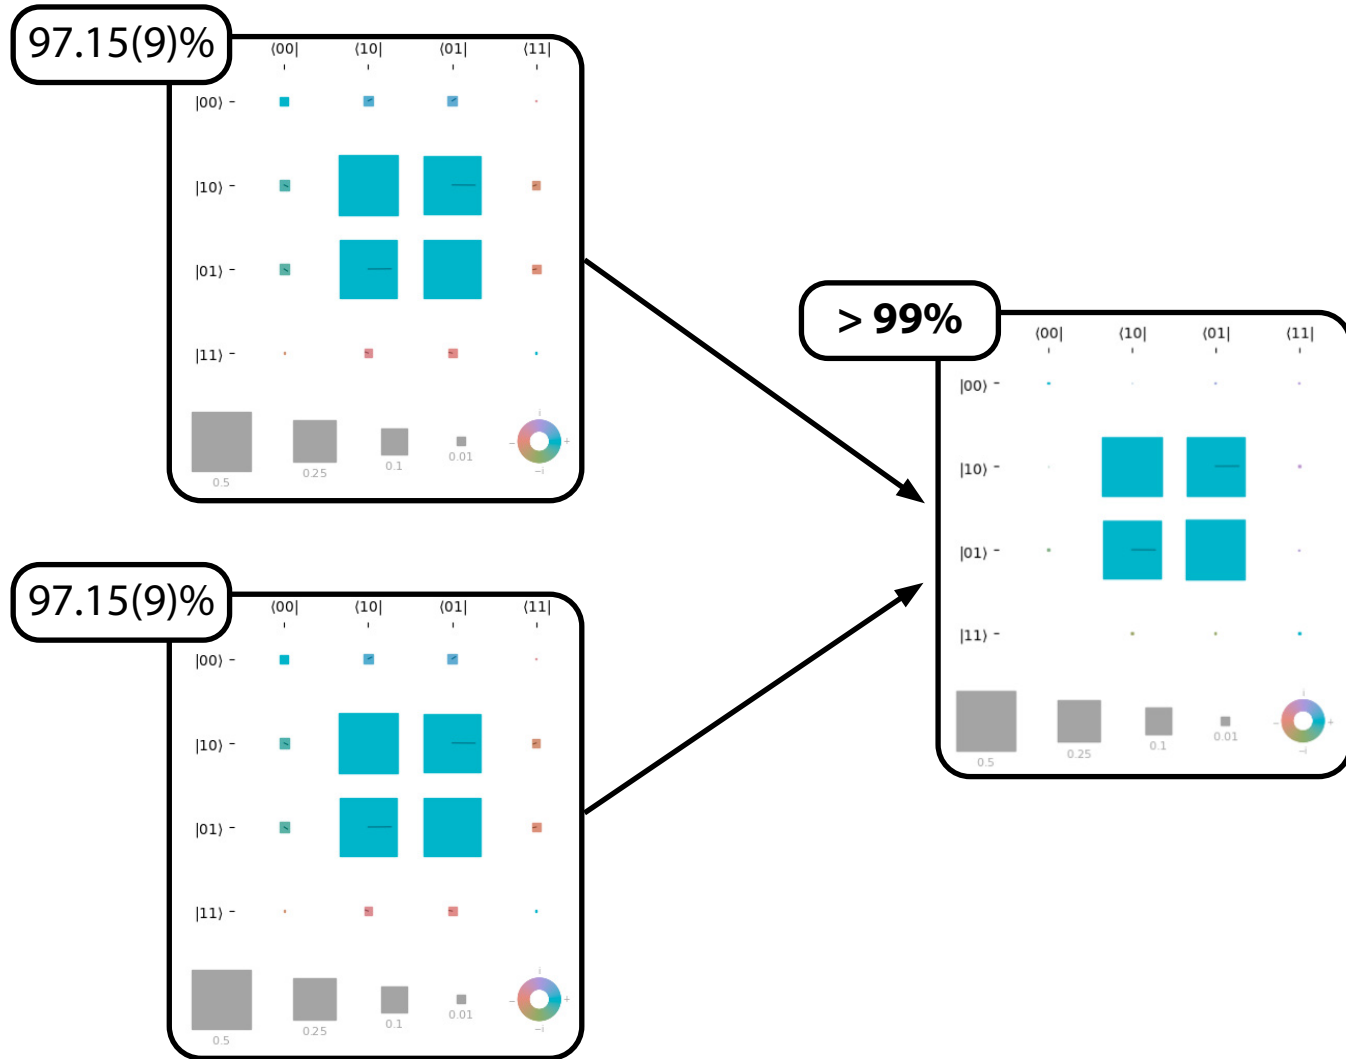 97.15(9)%
⟨00| ⟨10| ⟨01| ⟨11|
|00⟩
|10⟩
|01⟩
|11⟩
0.5 0.25 0.1 0.01
i
− +
−i
> 99%
⟨00| ⟨10| ⟨01| ⟨11|
|00⟩
|10⟩
|01⟩
|11⟩
0.5 0.25 0.1 0.01
i
− +
−i
97.15(9)%
⟨00| ⟨10| ⟨01| ⟨11|
|00⟩
|10⟩
|01⟩
|11⟩
0.5 0.25 0.1 0.01
i
− +
−i